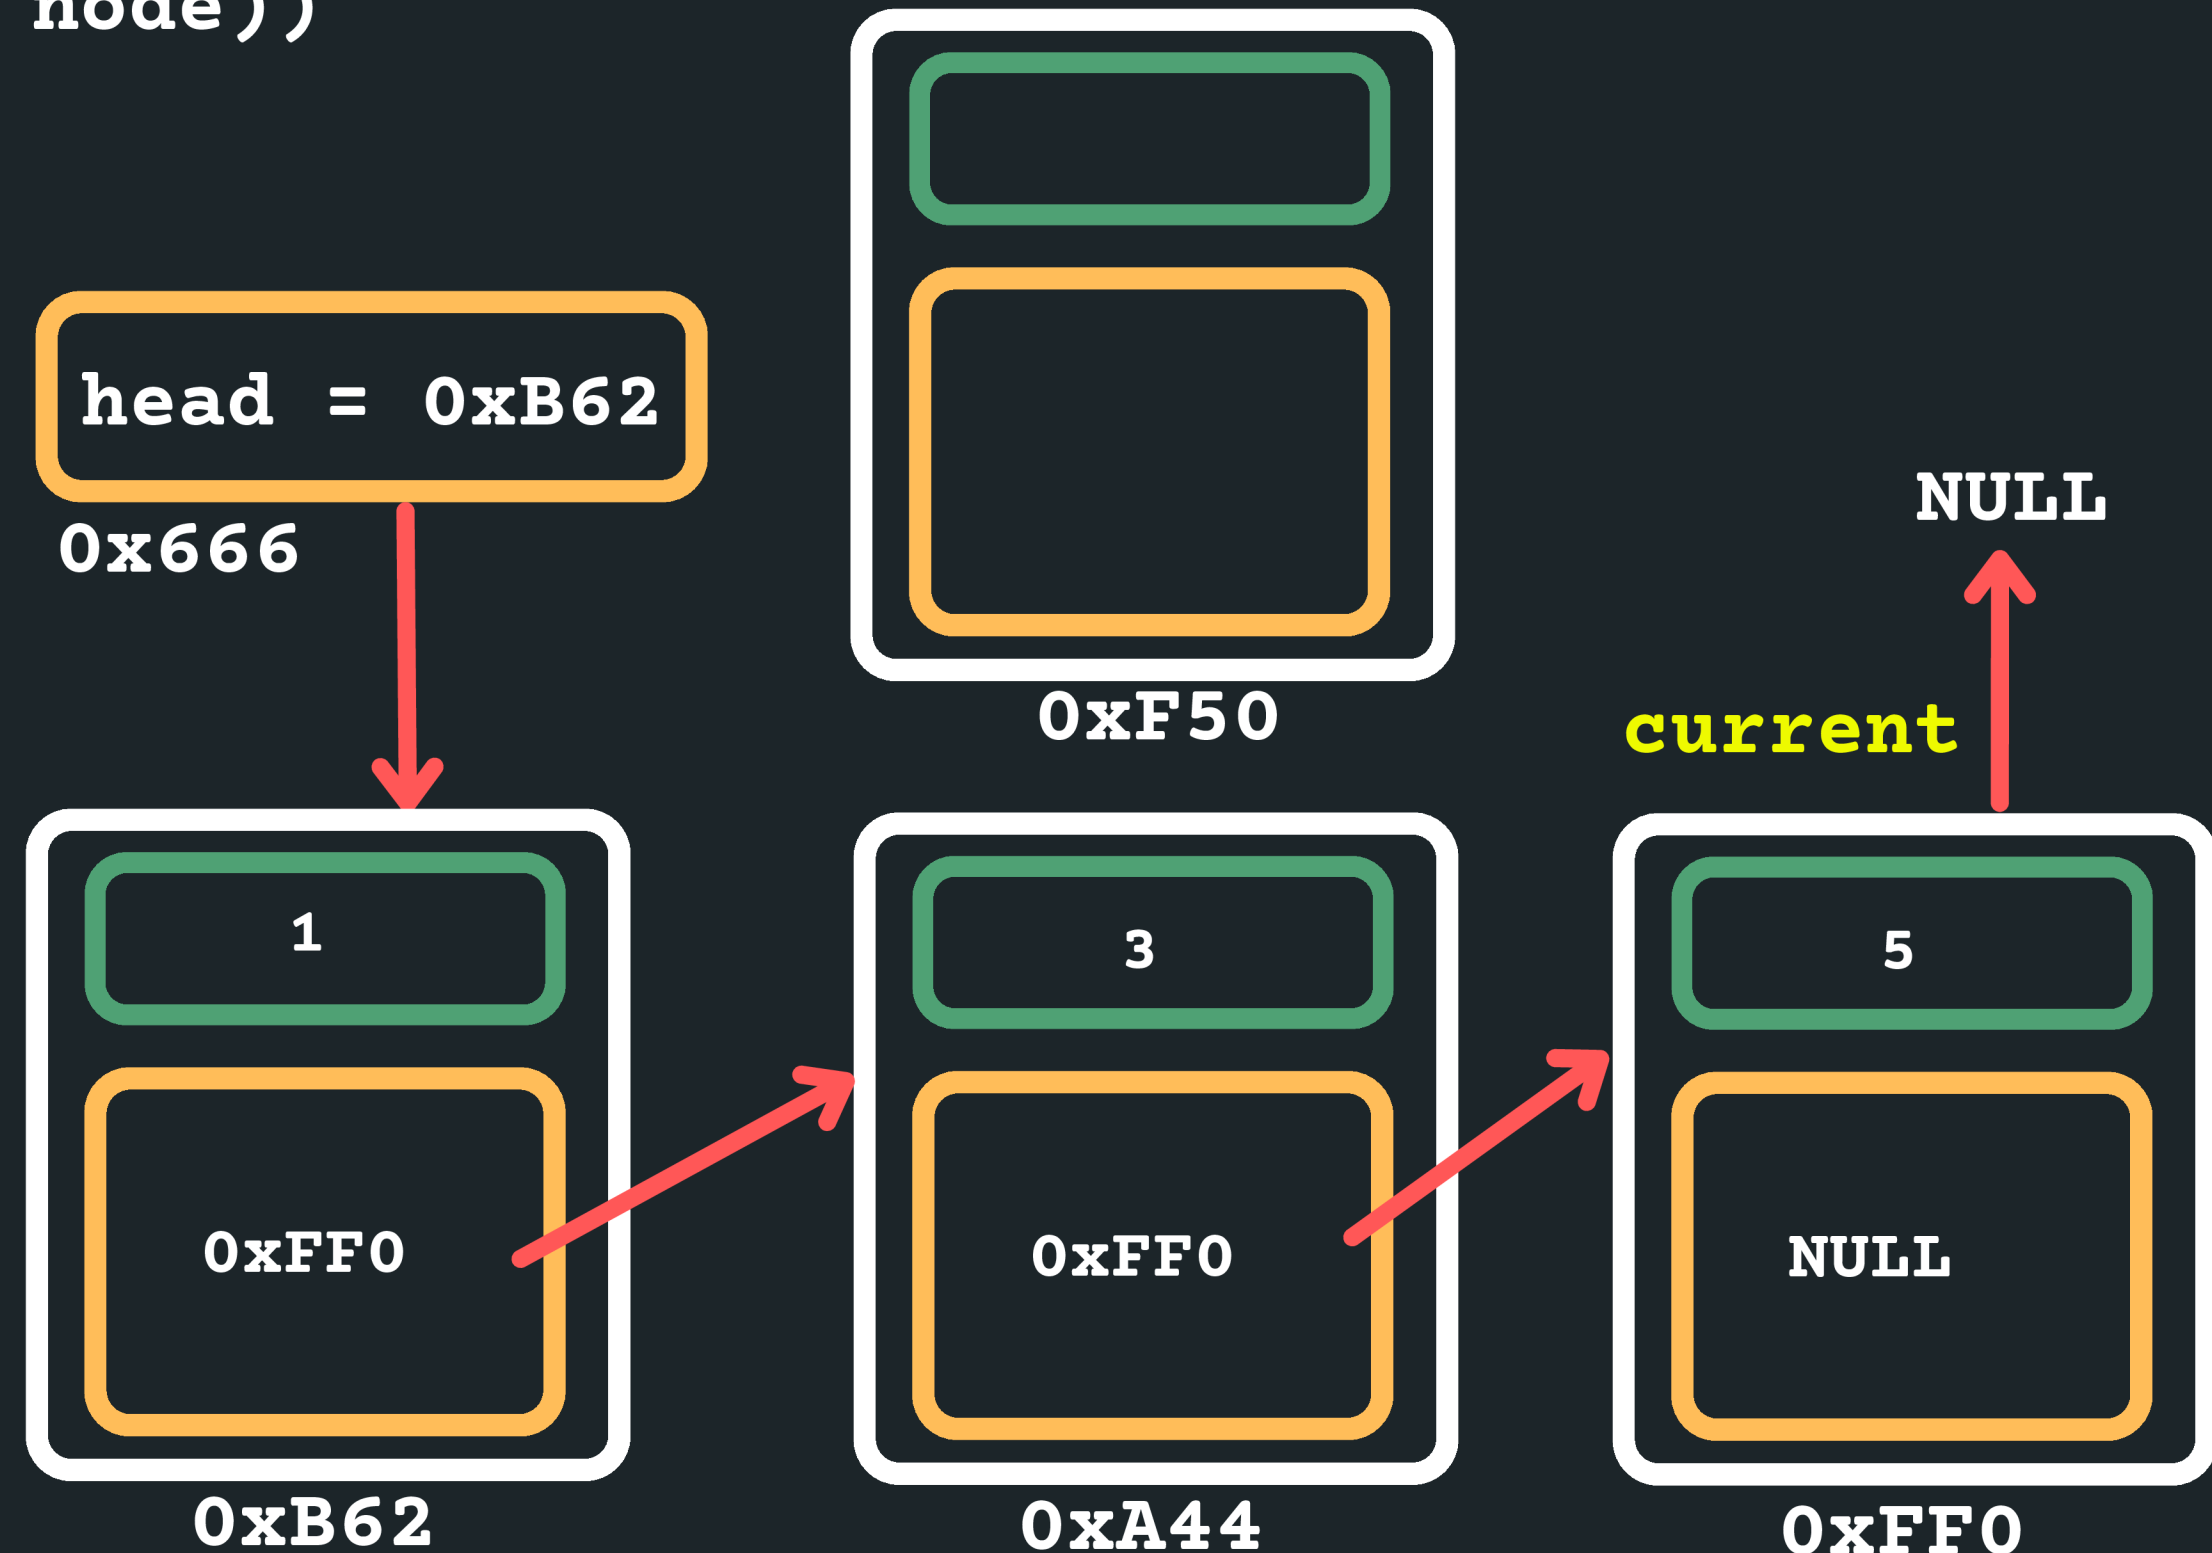 node))
head = 0xB62
0x666
0xF50
NULL
current
1
3
5
0xFF0
0xFF0
NULL
0xB62
0xA44
0xFF0